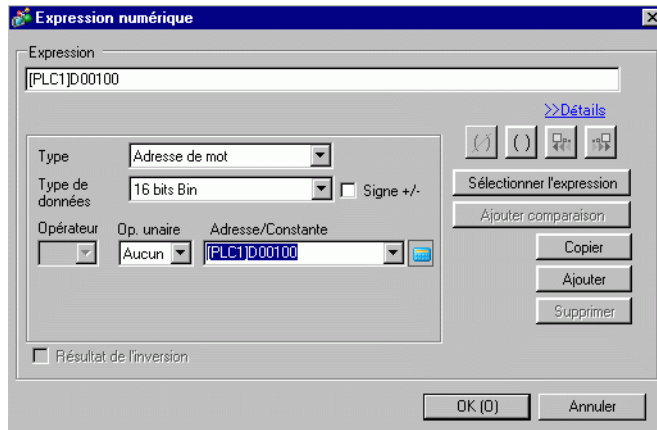 Expression numérique
Expression
[PLC1]D00100
>>Détails
( )
Type
Adresse de mot
Sélectionner l'expression
Type de données
16 bits Bin
Signe +/-
Ajouter comparaison
Opérateur
Op. unaire
Adresse/Constante
Aucun
[PLC1]D00100
Copier
Ajouter
Supprimer
Résultat de l'inversion
OK (O)
Annuler